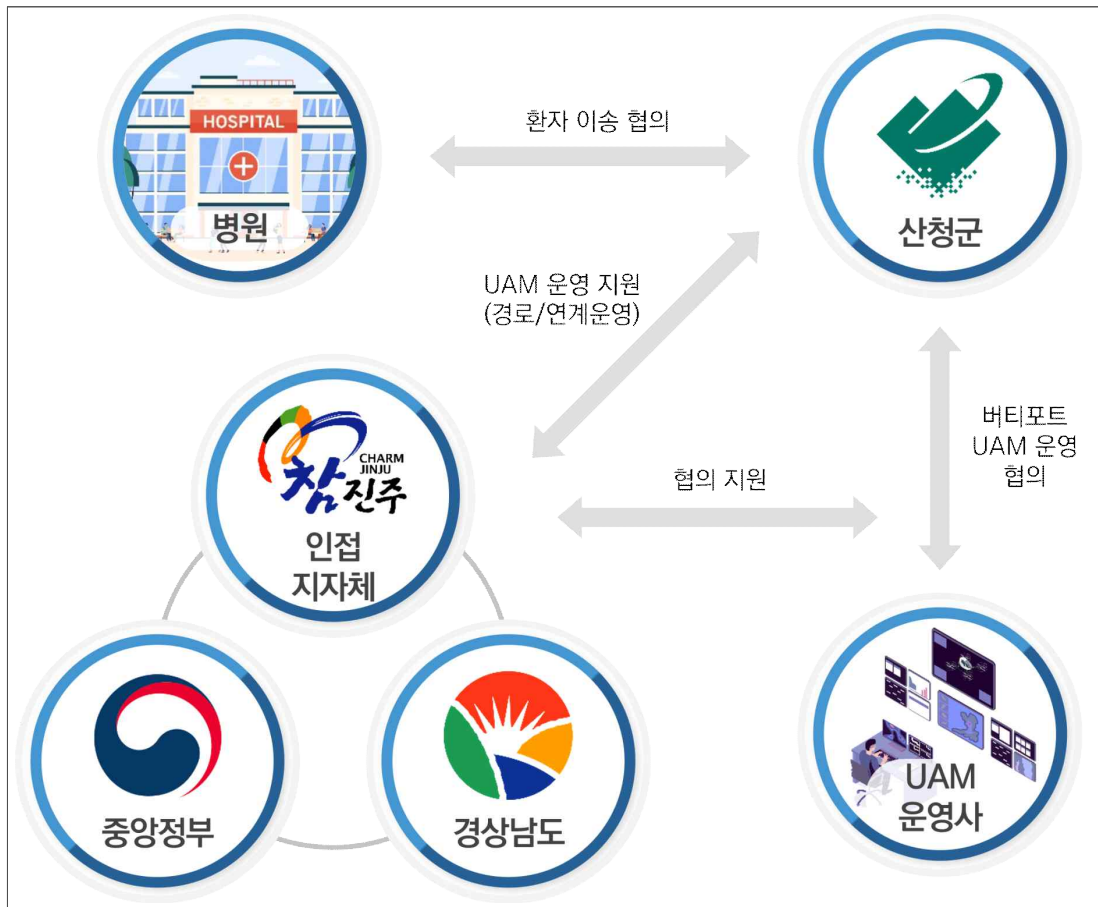 HOSPITAL
병원
환자 이송 협의
산청군
UAM 운영 지원
(경로/연계운영)
CHARM
JINJU
참진주
인접
지자체
협의 지원
버티포트
UAM 운영
협의
중앙정부
경상남도
UAM
운영사